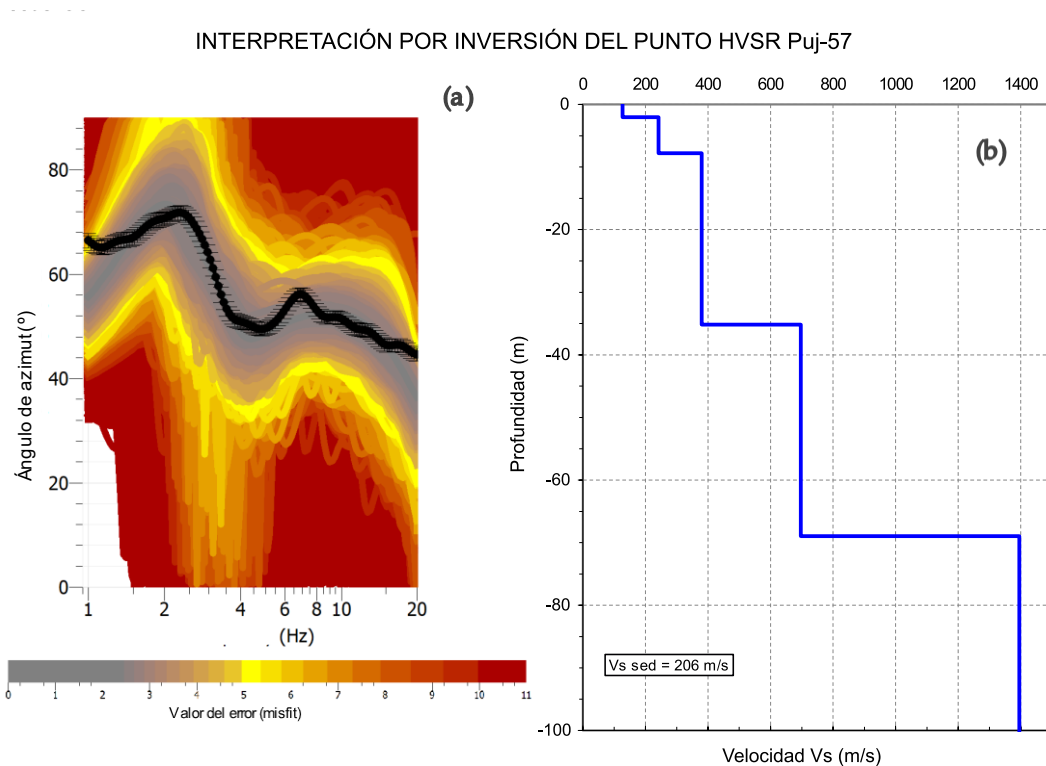 INTERPRETACIÓN POR INVERSIÓN DEL PUNTO HVSR Puj-57
(a)
Ángulo de azimut (º)
80
60
40
20
0
1 2 4 6 8 10 20
(Hz)
0 1 2 3 4 5 6 7 8 9 10 11
Valor del error (misfit)
0 200 400 600 800 1000 1200 1400
(b)
Profundidad (m)
0
-20
-40
-60
-80
-100
Vs sed = 206 m/s
Velocidad Vs (m/s)